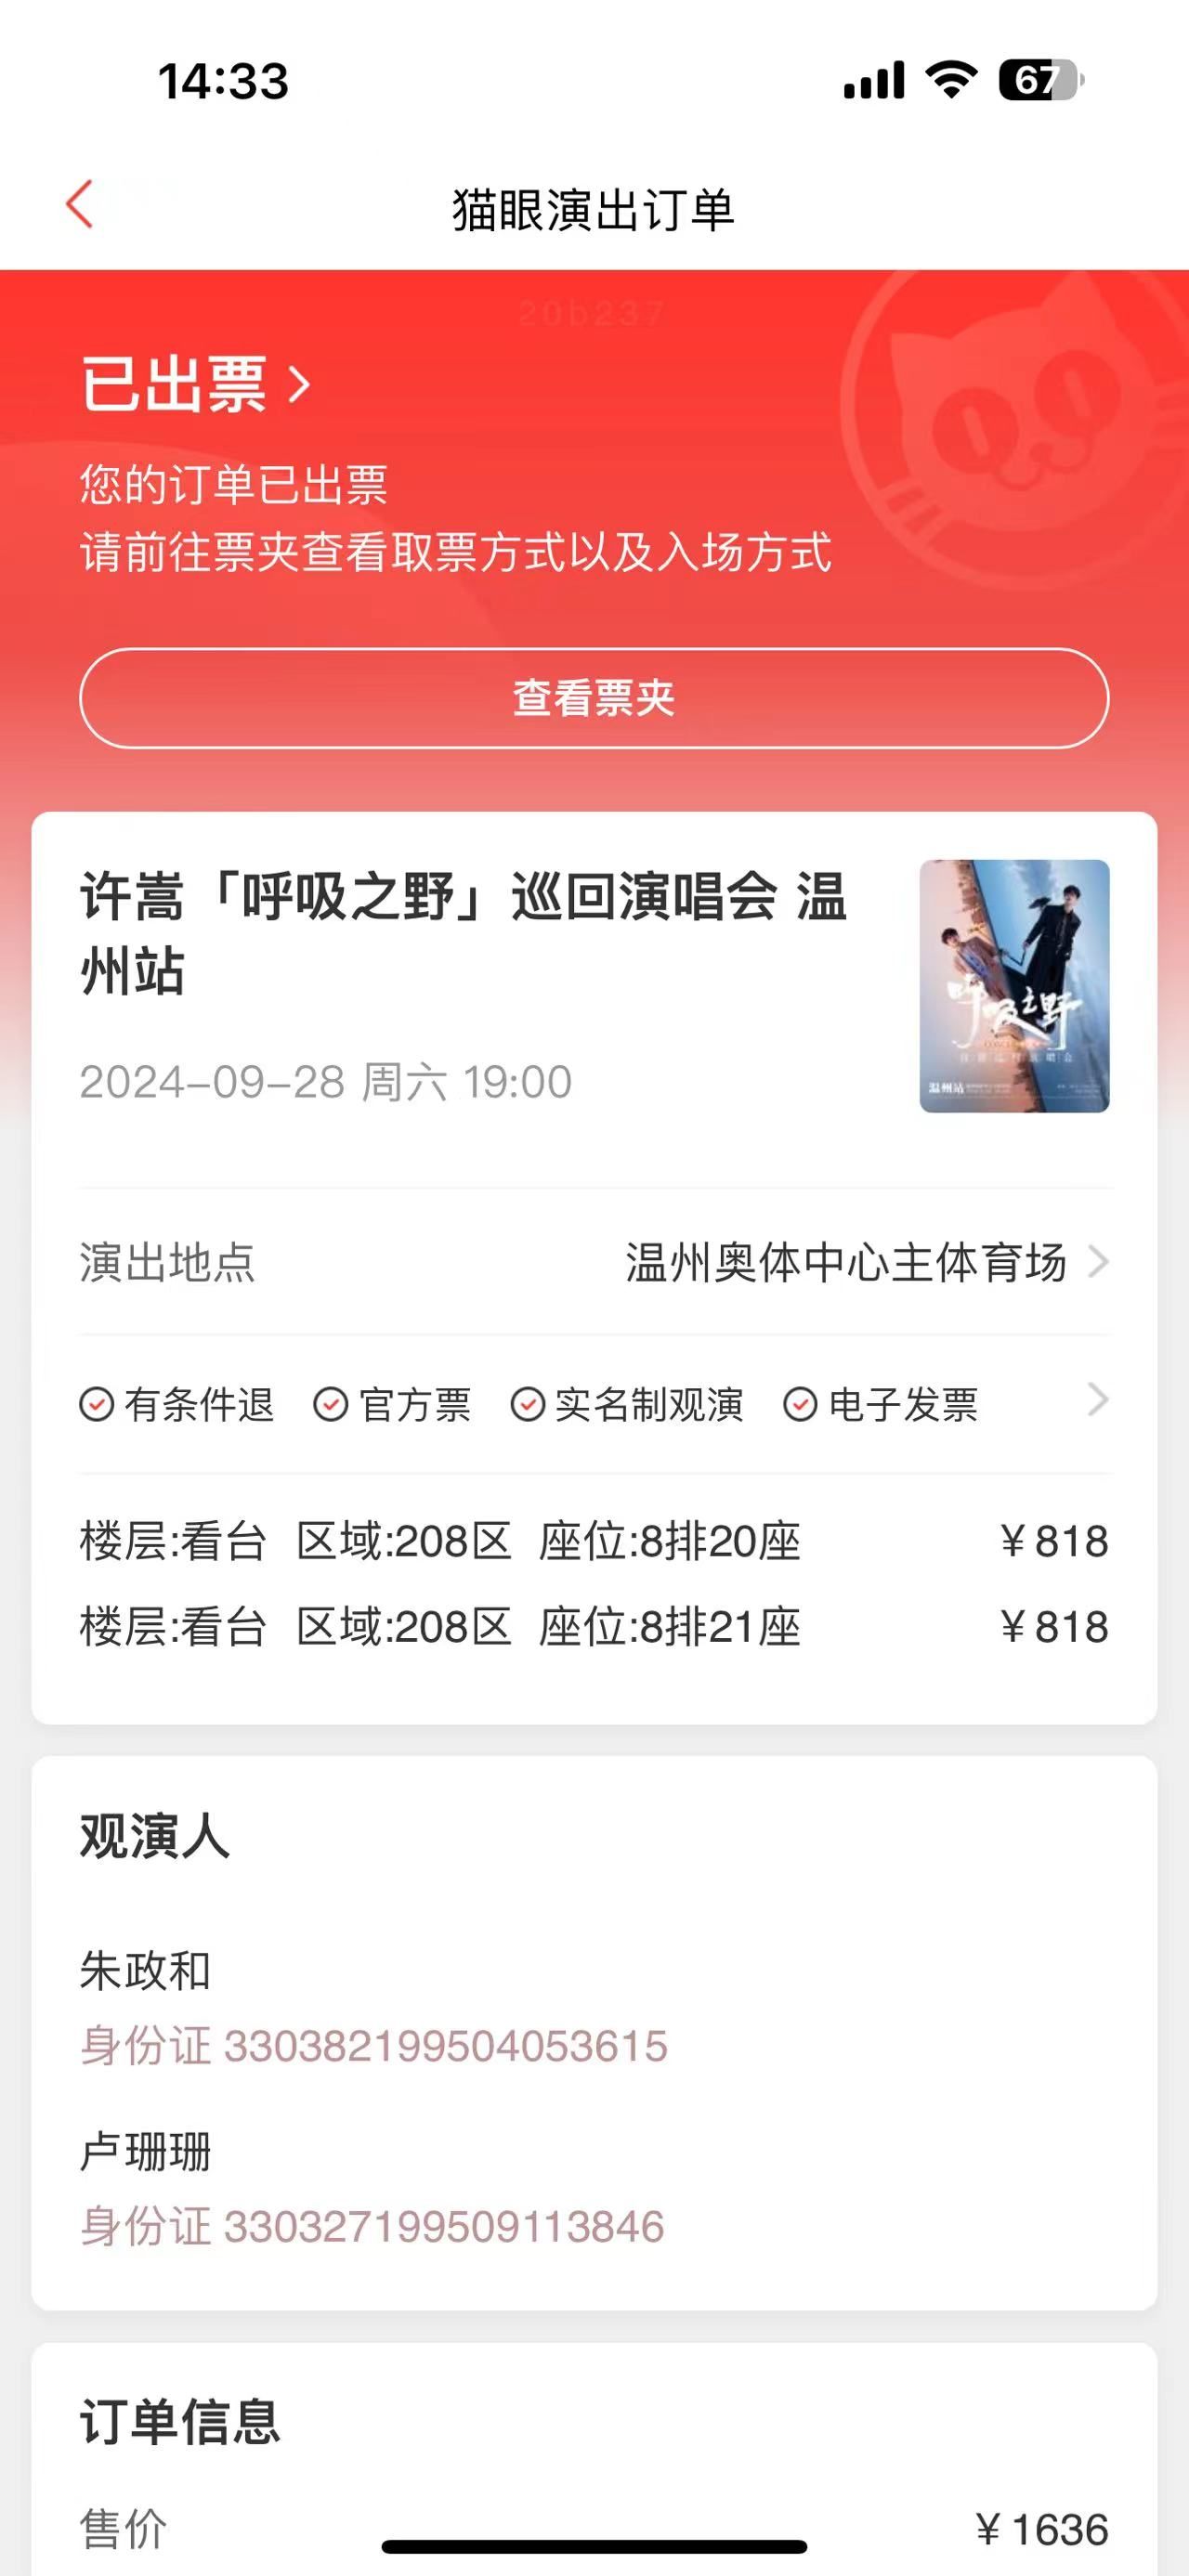 14:33
67
猫眼演出订单
20b237
已出票
您的订单已出票
请前往票夹查看取票方式以及入场方式
查看票夹
许嵩「呼吸之野」巡回演唱会 温
州站
呼吸之野
温州站
2024-09-28 周六 19:00
演出地点 温州奥体中心主体育场
有条件退 官方票 实名制观演 电子发票
楼层:看台 区域:208区 座位:8排20座 ¥818
楼层:看台 区域:208区 座位:8排21座 ¥818
观演人
朱政和
身份证 330382199504053615
卢珊珊
身份证 330327199509113846
订单信息
售价 ¥1636